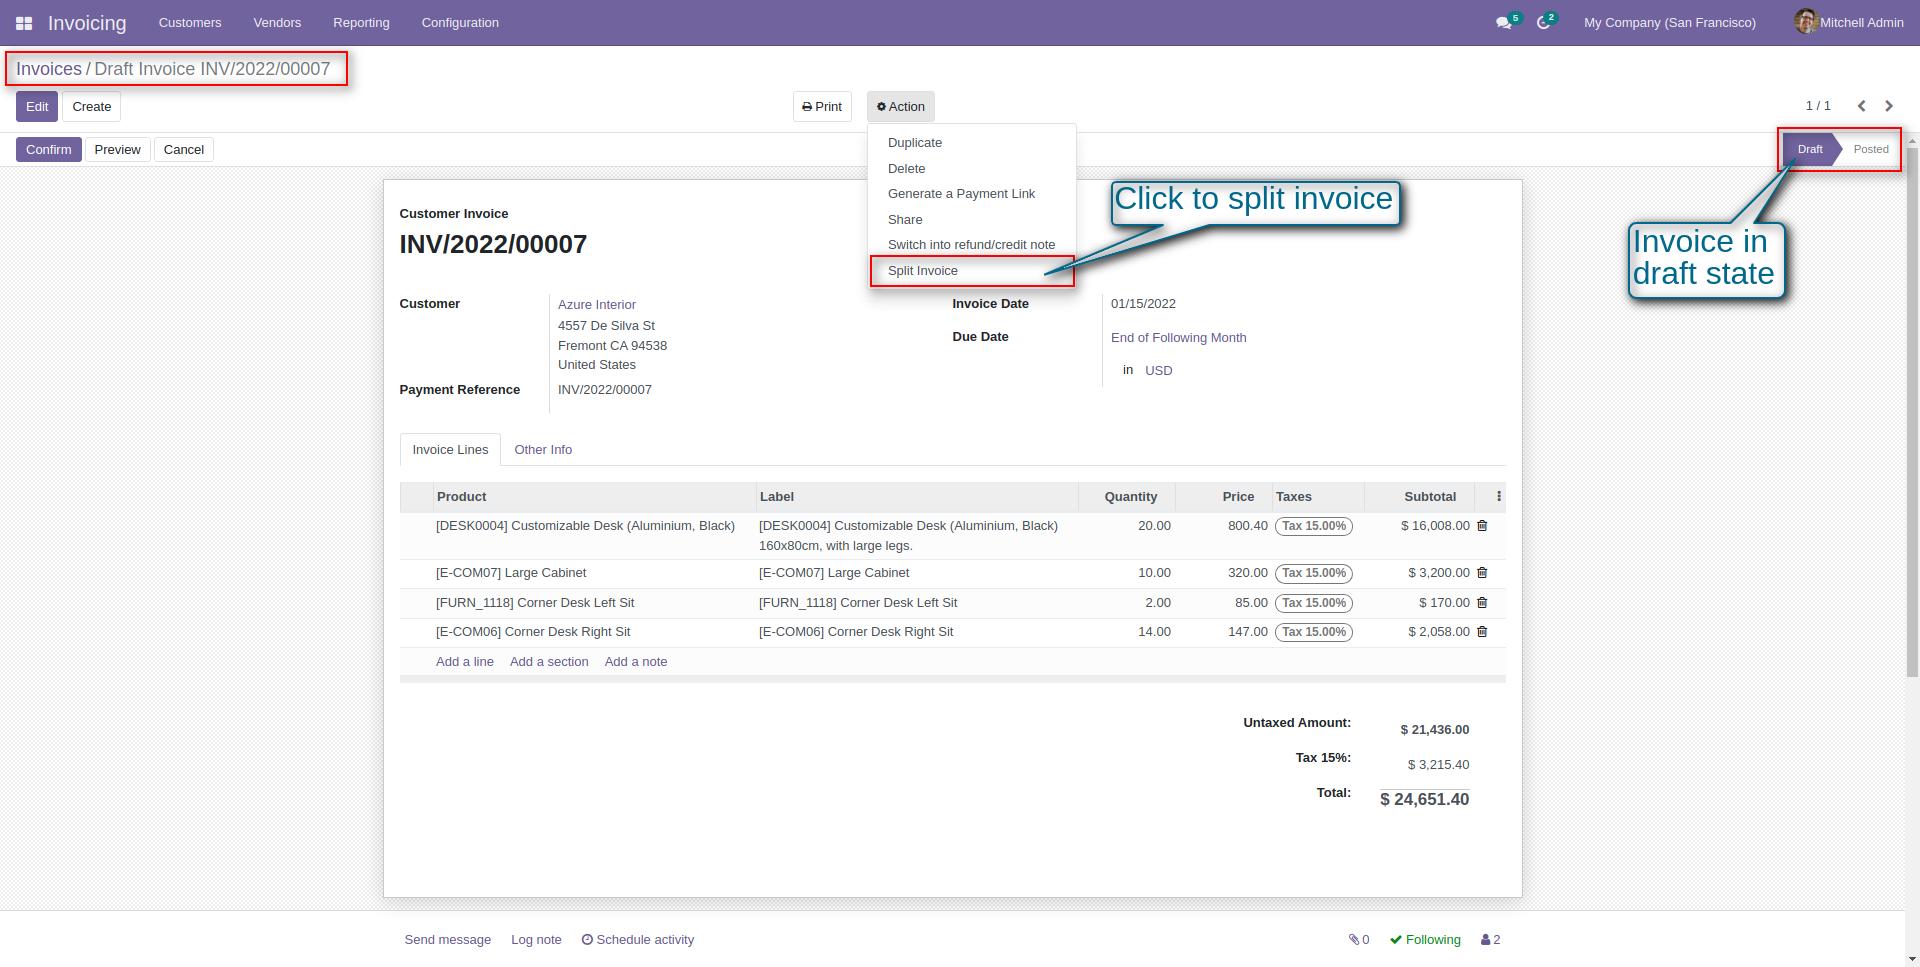 Invoicing Customers Vendors Reporting Configuration 5 2 My Company (San Francisco) Mitchell Admin
Invoices / Draft Invoice INV/2022/00007
Edit Create Print Action 1 / 1
Confirm Preview Cancel Draft Posted
Duplicate
Delete
Generate a Payment Link
Share
Switch into refund/credit note
Split Invoice
Click to split invoice
Invoice in
draft state
Customer Invoice
INV/2022/00007
Customer Azure Interior
4557 De Silva St
Fremont CA 94538
United States
Payment Reference INV/2022/00007
Invoice Date 01/15/2022
Due Date End of Following Month
in USD
Invoice Lines Other Info
Product Label Quantity Price Taxes Subtotal
[DESK0004] Customizable Desk (Aluminium, Black) [DESK0004] Customizable Desk (Aluminium, Black) 20.00 800.40 Tax 15.00% $ 16,008.00
160x80cm, with large legs.
[E-COM07] Large Cabinet [E-COM07] Large Cabinet 10.00 320.00 Tax 15.00% $ 3,200.00
[FURN_1118] Corner Desk Left Sit [FURN_1118] Corner Desk Left Sit 2.00 85.00 Tax 15.00% $ 170.00
[E-COM06] Corner Desk Right Sit [E-COM06] Corner Desk Right Sit 14.00 147.00 Tax 15.00% $ 2,058.00
Add a line Add a section Add a note
Untaxed Amount: $ 21,436.00
Tax 15%: $ 3,215.40
Total: $ 24,651.40
Send message Log note Schedule activity 0 Following 2